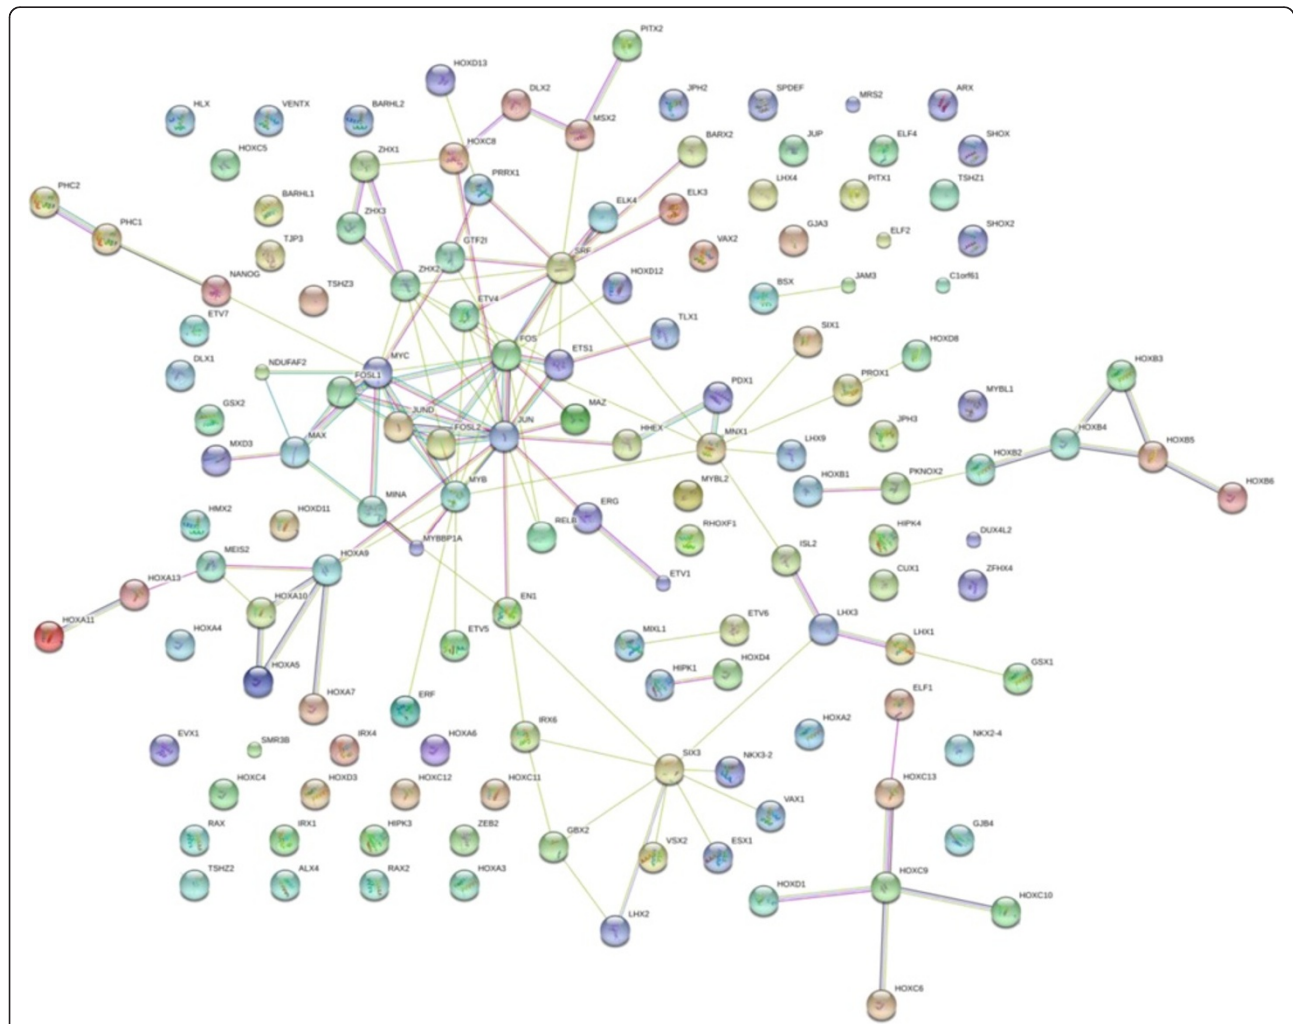 PITX2
HOXD13
DLX2
JPH2
SPDEF
MRS2
ARX
HLX
VENTX
BARHL2
MSX2
HOXC5
ZHX1
HOXC8
BARX2
JUP
ELF4
SHOX
PHC2
PRRX1
BARHL1
ELK4
ELK3
LHX4
PITX1
TSHZ1
PHC1
ZHX3
GTF2I
TJP3
SRF
VAX2
GJA3
ELF2
SHOX2
NANOG
TSHZ3
ZHX2
HOXD12
BSX
JAM3
C1orf61
ETV7
ETV4
TLX1
SIX1
HOXD8
DLX1
NDUFAF2
MYC
FOS
ETS1
HOXB3
FOSL1
PDX1
PROX1
MYBL1
GSX2
JUND
FOSL2
JUN
MAZ
HHEX
MNX1
JPH3
HOXB4
MXD3
MAX
LHX9
HOXB2
HOXB5
MYB
MYBL2
HOXB1
PKNOX2
HOXB6
HMX2
HOXD11
MINA
RELB
ERG
RHOXF1
HIPK4
DUX4L2
MEIS2
HOXA9
MYBBP1A
ETV1
ISL2
CUX1
ZFHX4
HOXA13
HOXA10
EN1
HOXA11
HOXA4
ETV5
MIXL1
ETV6
LHX3
LHX1
HOXA5
HIPK1
HOXD4
GSX1
HOXA7
ERF
ELF1
EVX1
SMR3B
IRX4
HOXA6
IRX6
HOXA2
NKX2-4
SIX3
NKX3-2
HOXC4
HOXD3
HOXC12
HOXC11
HOXC13
RAX
IRX1
HIPK3
ZEB2
GBX2
VAX1
GJB4
VSX2
ESX1
TSHZ2
ALX4
RAX2
HOXA3
HOXD1
HOXC9
HOXC10
LHX2
HOXC6